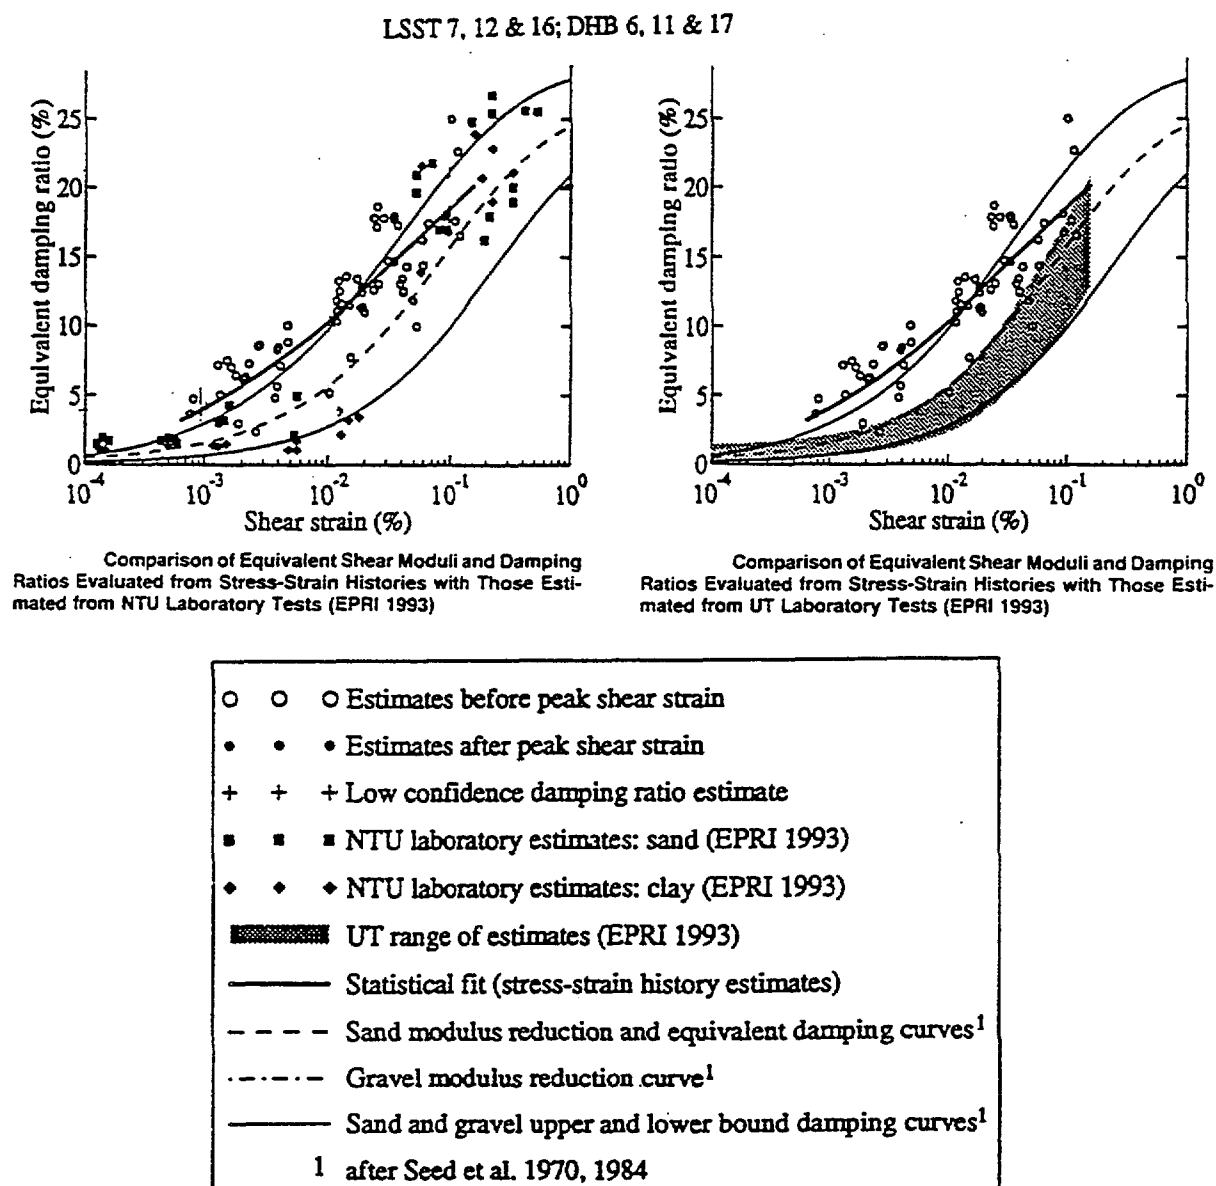 LSST 7, 12 & 16; DHB 6, 11 & 17
Equivalent damping ratio (%)
25
20
15
10
5
0
10⁻⁴ 10⁻³ 10⁻² 10⁻¹ 10⁰
Shear strain (%)
Comparison of Equivalent Shear Moduli and Damping
Ratios Evaluated from Stress-Strain Histories with Those Esti-
mated from NTU Laboratory Tests (EPRI 1993)
Equivalent damping ratio (%)
25
20
15
10
5
0
10⁻⁴ 10⁻³ 10⁻² 10⁻¹ 10⁰
Shear strain (%)
Comparison of Equivalent Shear Moduli and Damping
Ratios Evaluated from Stress-Strain Histories with Those Esti-
mated from UT Laboratory Tests (EPRI 1993)
Estimates before peak shear strain
Estimates after peak shear strain
Low confidence damping ratio estimate
NTU laboratory estimates: sand (EPRI 1993)
NTU laboratory estimates: clay (EPRI 1993)
UT range of estimates (EPRI 1993)
Statistical fit (stress-strain history estimates)
Sand modulus reduction and equivalent damping curves¹
Gravel modulus reduction curve¹
Sand and gravel upper and lower bound damping curves¹
1 after Seed et al. 1970, 1984